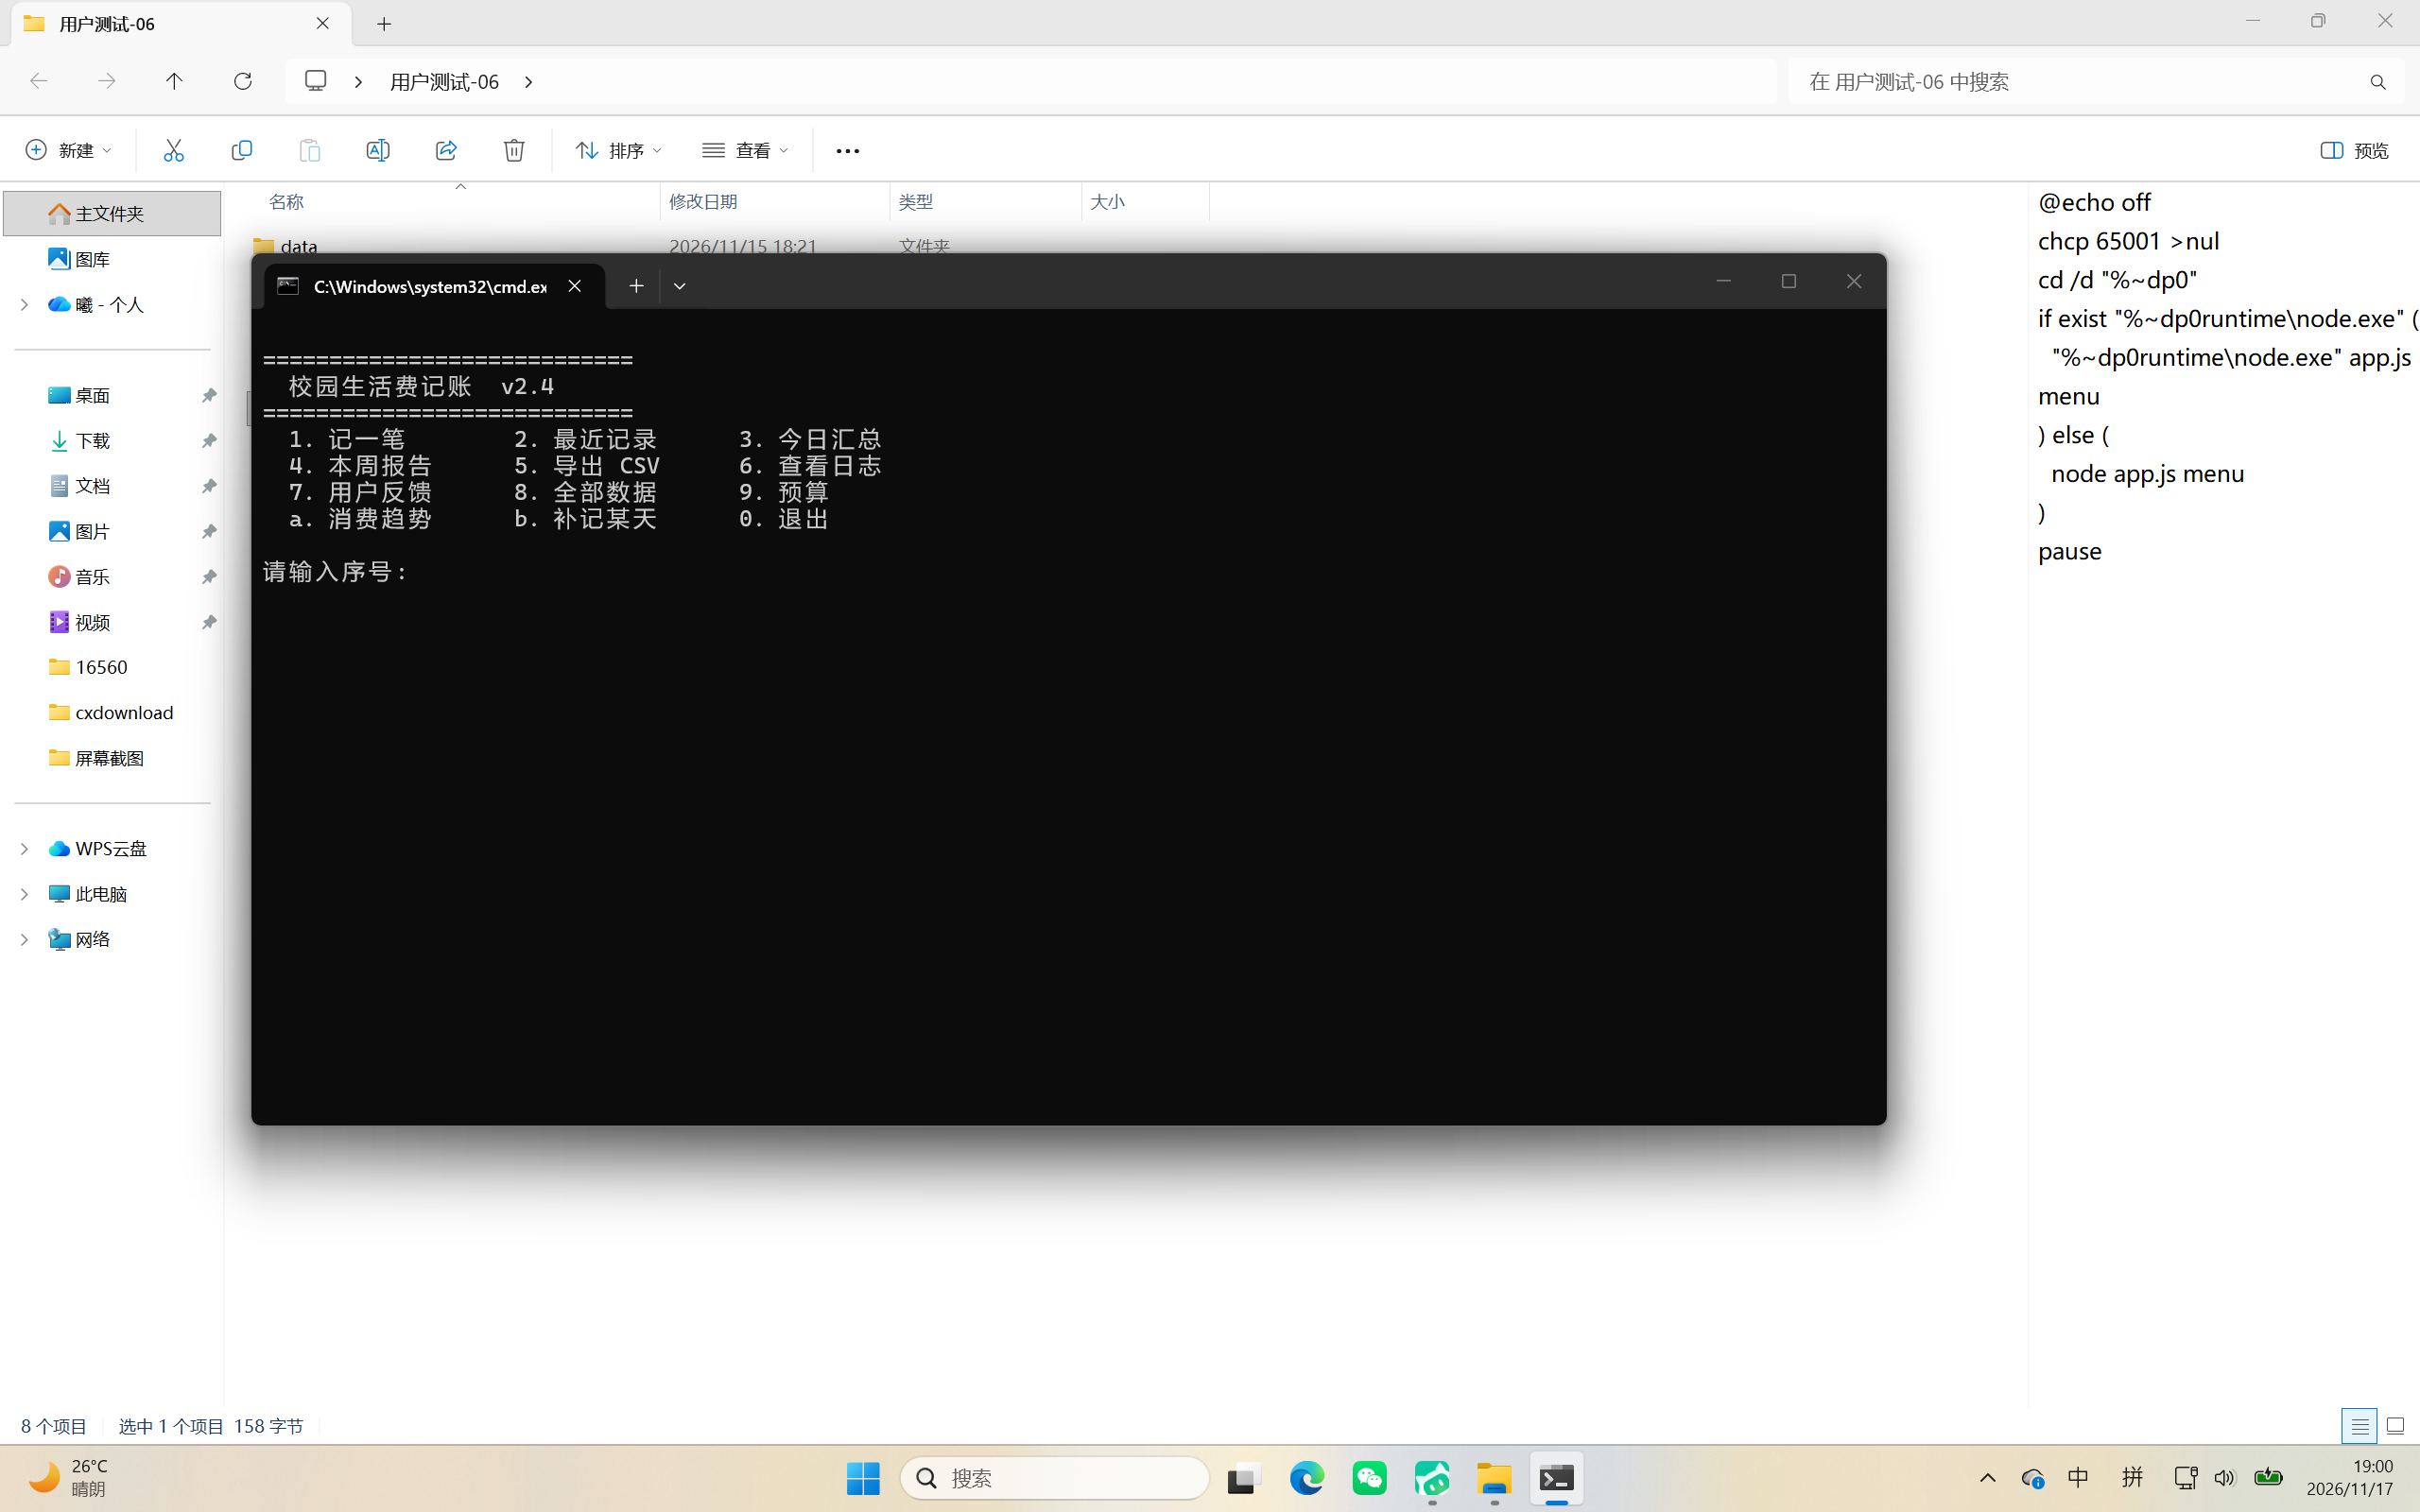 用户测试-06
用户测试-06
在 用户测试-06 中搜索
新建
排序
查看
预览
主文件夹
图库
曦 - 个人
桌面
下载
文档
图片
音乐
视频
16560
cxdownload
屏幕截图
WPS云盘
此电脑
网络
名称 修改日期 类型 大小
data 2026/11/15 18:21 文件夹
C:\Windows\system32\cmd.ex
============================
校园生活费记账 v2.4
============================
1. 记一笔 2. 最近记录 3. 今日汇总
4. 本周报告 5. 导出 CSV 6. 查看日志
7. 用户反馈 8. 全部数据 9. 预算
a. 消费趋势 b. 补记某天 0. 退出
请输入序号:
@echo off
chcp 65001 >nul
cd /d "%~dp0"
if exist "%~dp0runtime\node.exe" (
"%~dp0runtime\node.exe" app.js
menu
) else (
node app.js menu
)
pause
8 个项目 选中 1 个项目 158 字节
26°C
晴朗
搜索
中
拼
19:00
2026/11/17